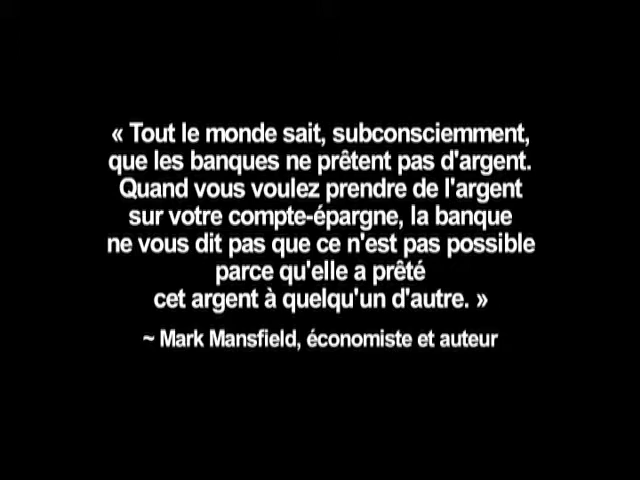 « Tout le monde sait, subconsciemment,
que les banques ne prêtent pas d'argent.
Quand vous voulez prendre de l'argent
sur votre compte-épargne, la banque
ne vous dit pas que ce n'est pas possible
parce qu'elle a prêté
cet argent à quelqu'un d'autre. »
~ Mark Mansfield, économiste et auteur